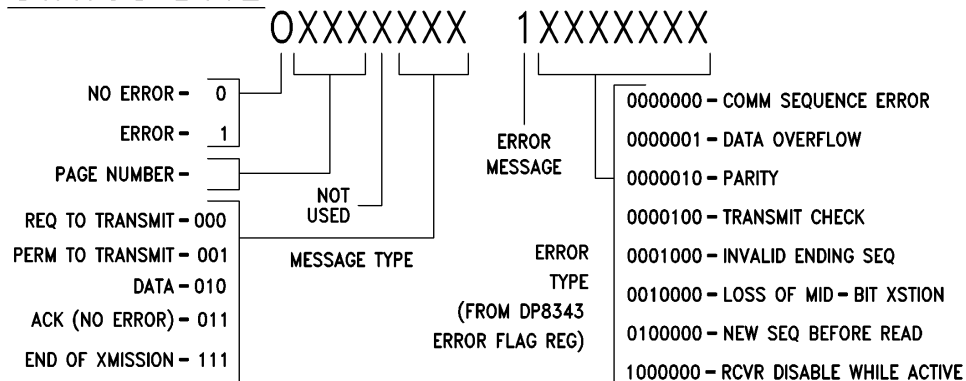 0XXXXXXX 1XXXXXXX
NO ERROR - 0
ERROR - 1
PAGE NUMBER -
NOT
USED
REQ TO TRANSMIT - 000
PERM TO TRANSMIT - 001
DATA - 010
ACK (NO ERROR) - 011
END OF XMISSION - 111
MESSAGE TYPE
ERROR
MESSAGE
ERROR
TYPE
(FROM DP8343
ERROR FLAG REG)
0000000 - COMM SEQUENCE ERROR
0000001 - DATA OVERFLOW
0000010 - PARITY
0000100 - TRANSMIT CHECK
0001000 - INVALID ENDING SEQ
0010000 - LOSS OF MID - BIT XSTION
0100000 - NEW SEQ BEFORE READ
1000000 - RCVR DISABLE WHILE ACTIVE